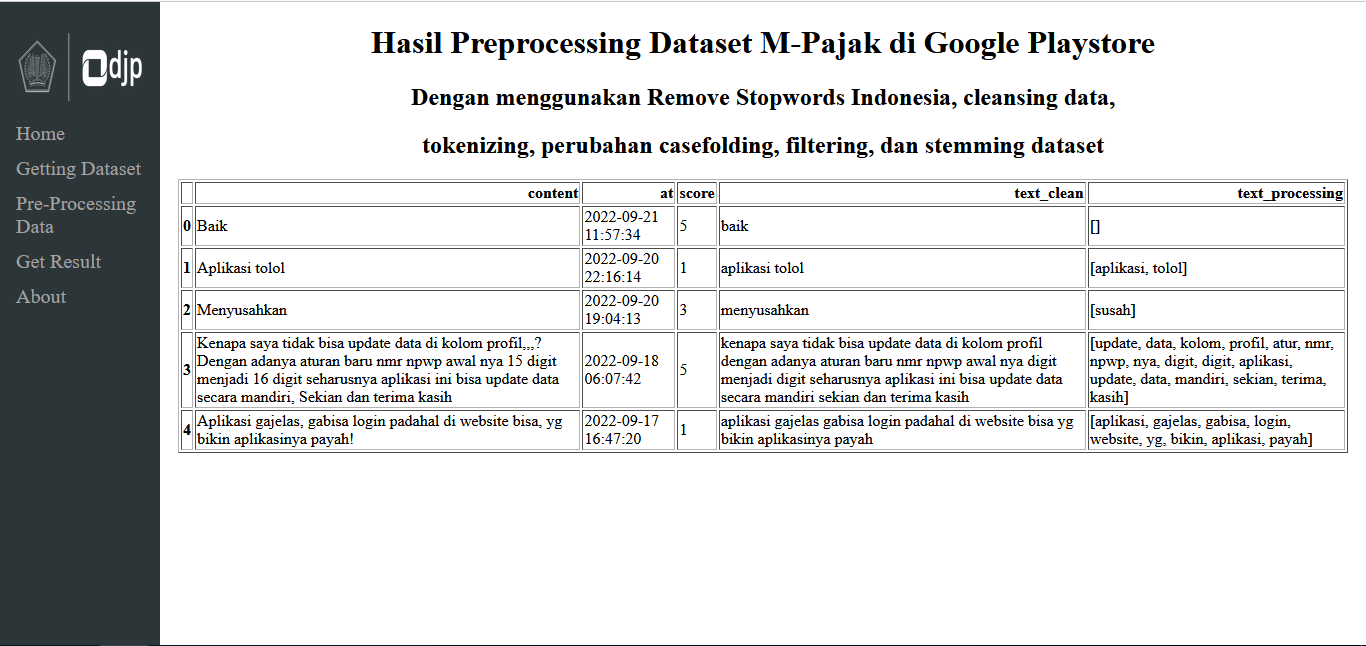 djp
Home
Getting Dataset
Pre-Processing
Data
Get Result
About
Hasil Preprocessing Dataset M-Pajak di Google Playstore
Dengan menggunakan Remove Stopwords Indonesia, cleansing data,
tokenizing, perubahan casefolding, filtering, dan stemming dataset
content at score text_clean text_processing
0 Baik 2022-09-21 11:57:34 5 baik []
1 Aplikasi tolol 2022-09-20 22:16:14 1 aplikasi tolol [aplikasi, tolol]
2 Menyusahkan 2022-09-20 19:04:13 3 menyusahkan [susah]
3
Kenapa saya tidak bisa update data di kolom profil,,,?
Dengan adanya aturan baru nmr npwp awal nya 15 digit
menjadi 16 digit seharusnya aplikasi ini bisa update data
secara mandiri, Sekian dan terima kasih
2022-09-18
06:07:42
5
kenapa saya tidak bisa update data di kolom profil
dengan adanya aturan baru nmr npwp awal nya digit
menjadi digit seharusnya aplikasi ini bisa update data
secara mandiri sekian dan terima kasih
[update, data, kolom, profil, atur, nmr,
npwp, nya, digit, digit, aplikasi,
update, data, mandiri, sekian, terima,
kasih]
4
Aplikasi gajelas, gabisa login padahal di website bisa, yg
bikin aplikasinya payah!
2022-09-17
16:47:20
1
aplikasi gajelas gabisa login padahal di website bisa yg
bikin aplikasinya payah
[aplikasi, gajelas, gabisa, login,
website, yg, bikin, aplikasi, payah]